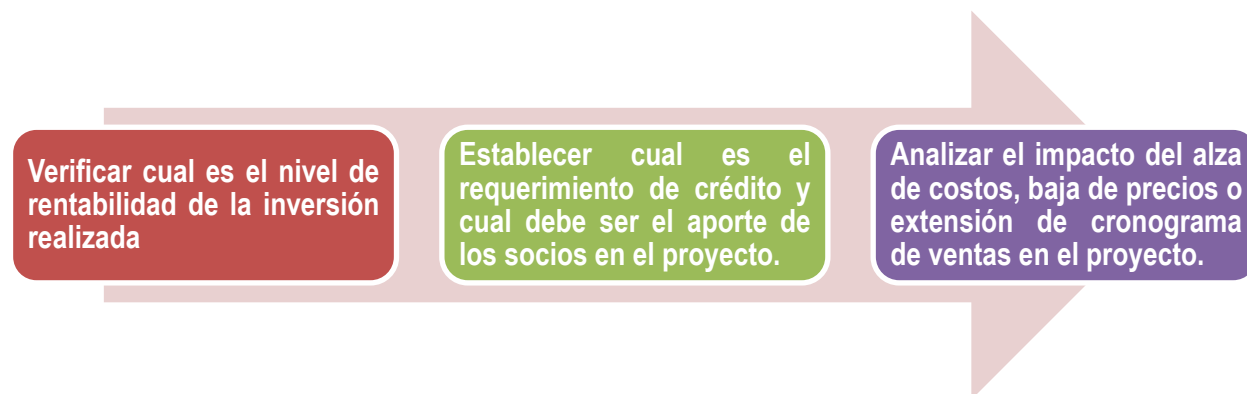 Verificar cual es el nivel de
rentabilidad de la inversión
realizada
Establecer cual es el
requerimiento de crédito y
cual debe ser el aporte de
los socios en el proyecto.
Analizar el impacto del alza
de costos, baja de precios o
extensión de cronograma
de ventas en el proyecto.